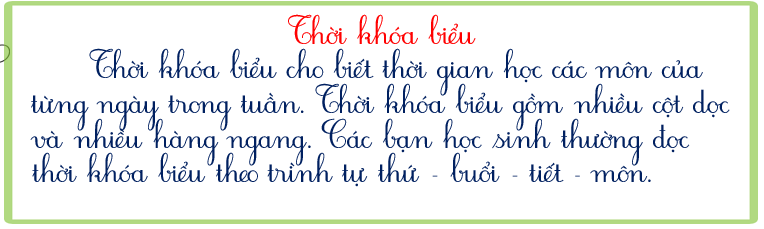 Thời khóa biểu
Thời khóa biểu cho biết thời gian học các môn của
từng ngày trong tuần. Thời khóa biểu gồm nhiều cột dọc
và nhiều hàng ngang. Các bạn học sinh thường đọc
thời khóa biểu theo trình tự thứ - buổi - tiết - môn.